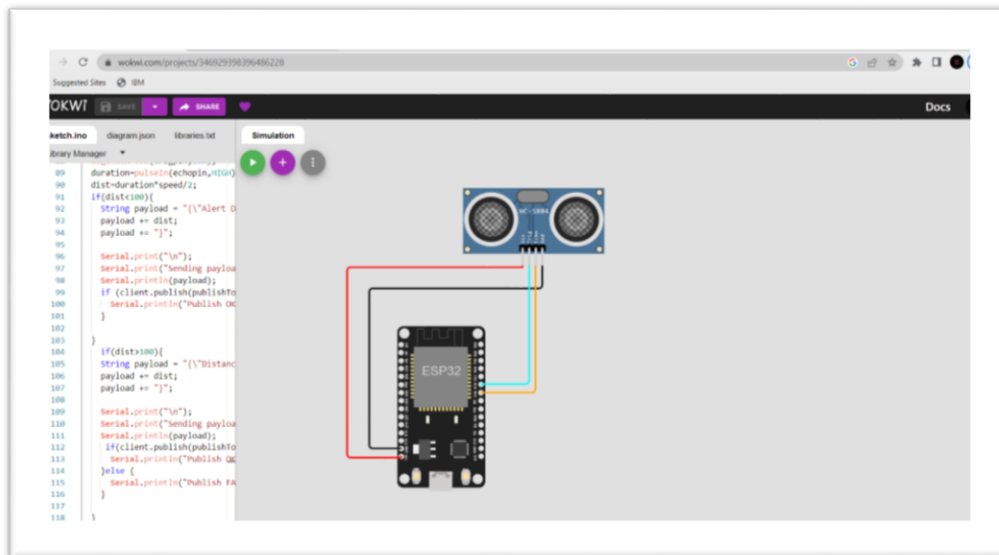 wokwi.com/projects/346929398396486228
Suggested Sites IBM
WOKWI SAVE SHARE Docs
sketch.ino diagram.json libraries.txt Simulation
Library Manager
89 duration=pulseIn(echopin,HIGH)
90 dist=duration*speed/2;
91 if(dist<100){
92 String payload = "{\"Alert D
93 payload += dist;
94 payload += "}";
95
96 Serial.print("\n");
97 Serial.print("Sending payloa
98 Serial.println(payload);
99 if (client.publish(publishTo
100 Serial.println("Publish OK
101 }
102
103 }
104 if(dist>100){
105 String payload = "{\"Distanc
106 payload += dist;
107 payload += "}";
108
109 Serial.print("\n");
110 Serial.print("Sending payloa
111 Serial.println(payload);
112 if(client.publish(publishTo
113 Serial.println("Publish OK
114 }else {
115 Serial.println("Publish FA
116 }
117
118 }
HC-SR04
ESP32